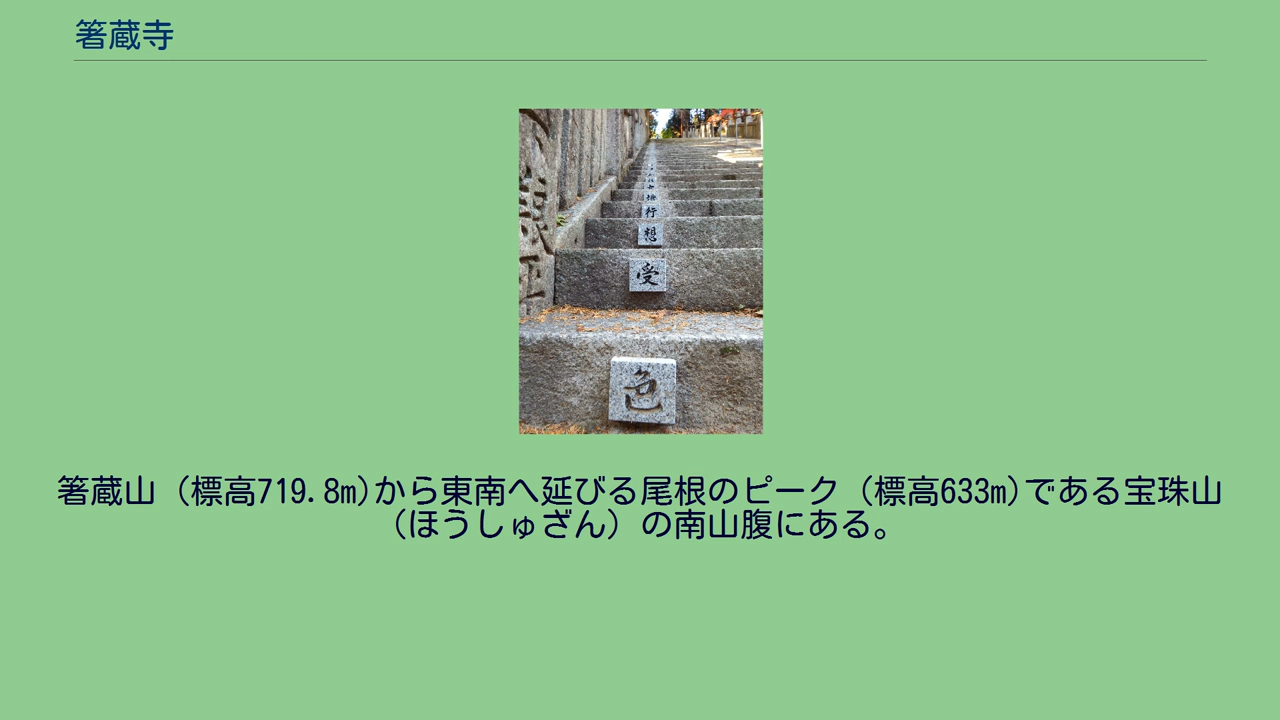 箸蔵寺
行
想
受
色
箸蔵山（標高719.8m)から東南へ延びる尾根のピーク（標高633m)である宝珠山
（ほうしゅざん）の南山腹にある。